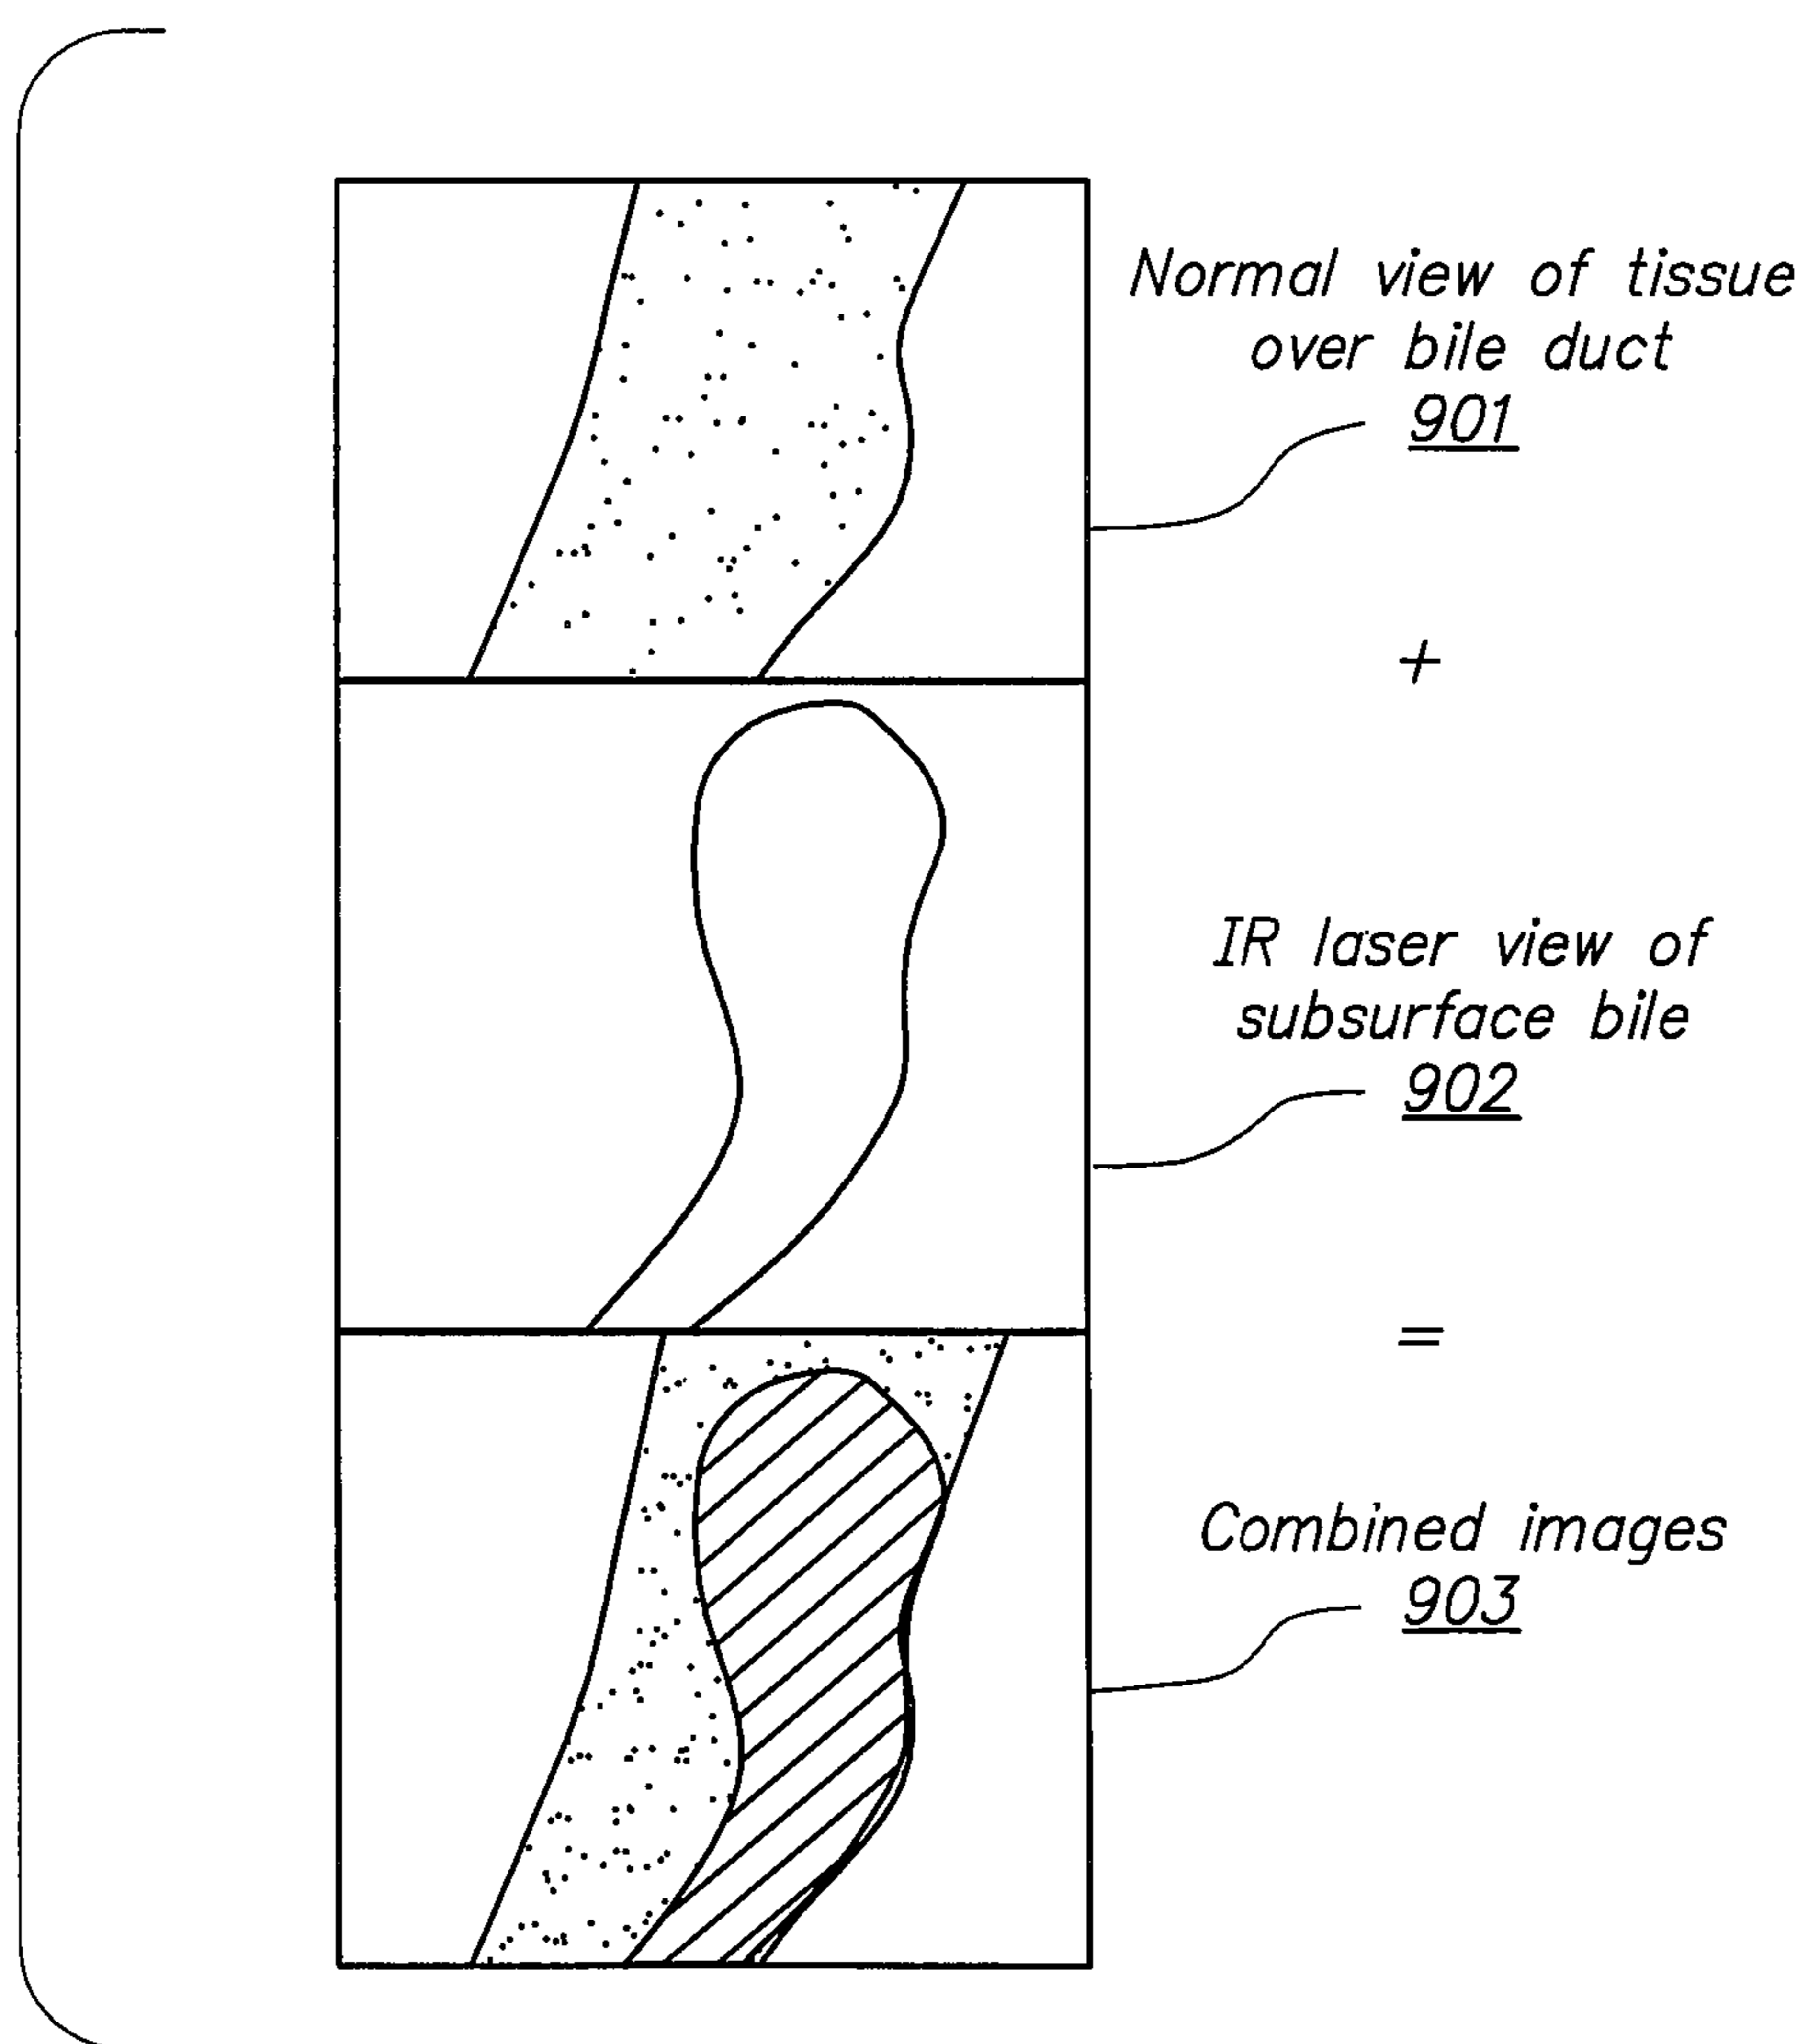 Normal view of tissue
over bile duct
901
+
IR laser view of
subsurface bile
902
=
Combined images
903